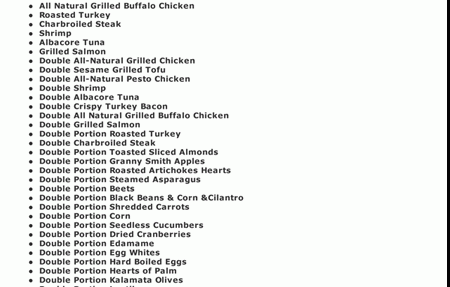 All Natural Grilled Buffalo Chicken
Roasted Turkey
Charbroiled Steak
Shrimp
Albacore Tuna
Grilled Salmon
Double All-Natural Grilled Chicken
Double Sesame Grilled Tofu
Double All-Natural Pesto Chicken
Double Shrimp
Double Albacore Tuna
Double Crispy Turkey Bacon
Double All Natural Grilled Buffalo Chicken
Double Grilled Salmon
Double Portion Roasted Turkey
Double Charbroiled Steak
Double Portion Toasted Sliced Almonds
Double Portion Granny Smith Apples
Double Portion Roasted Artichokes Hearts
Double Portion Steamed Asparagus
Double Portion Beets
Double Portion Black Beans & Corn &Cilantro
Double Portion Shredded Carrots
Double Portion Corn
Double Portion Seedless Cucumbers
Double Portion Dried Cranberries
Double Portion Edamame
Double Portion Egg Whites
Double Portion Hard Boiled Eggs
Double Portion Hearts of Palm
Double Portion Kalamata Olives